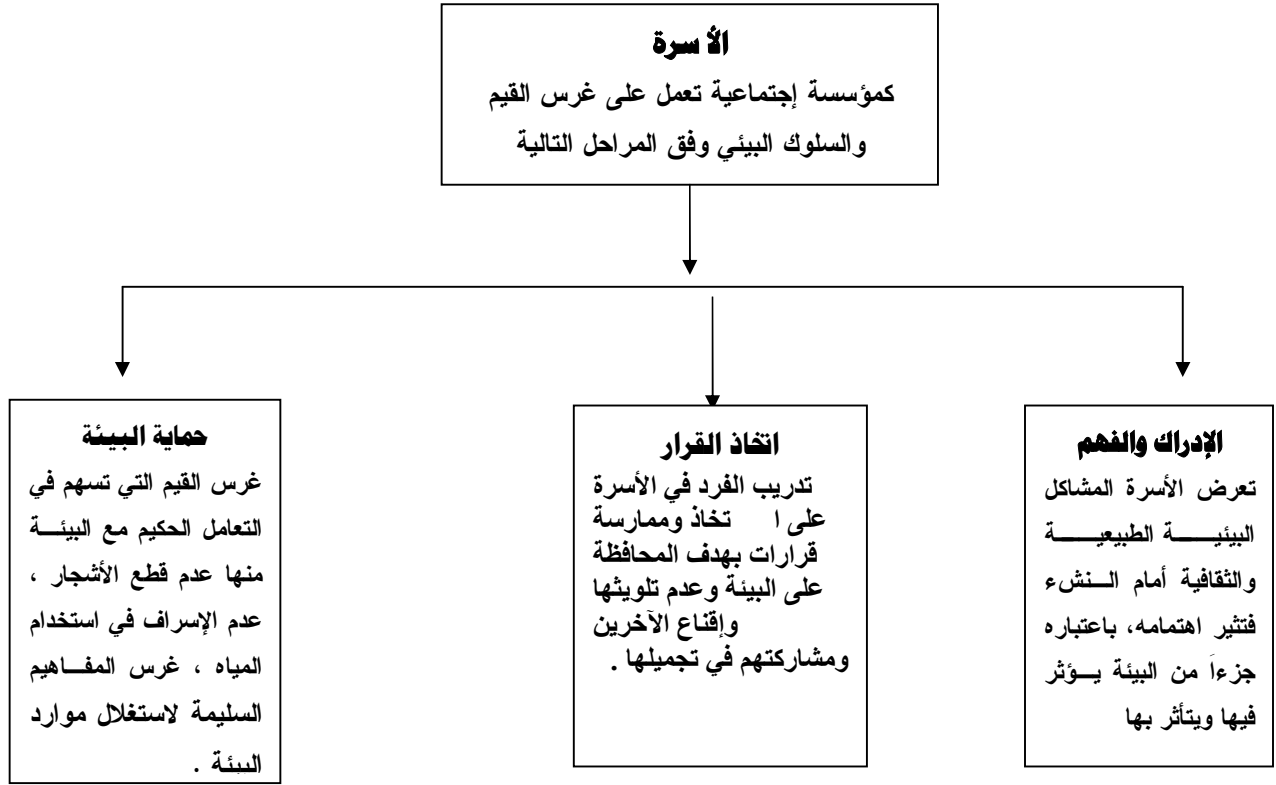 الأسرة
كمؤسسة إجتماعية تعمل على غرس القيم
والسلوك البيئي وفق المراحل التالية
الإدراك والفهم
تعرض الأسرة المشاكل
البيئية الطبيعية
والثقافية أمام النشء
فتثير اهتمامه، باعتباره
جزءاَ من البيئة يؤثر
فيها ويتأثر بها
اتخاذ القرار
تدريب الفرد في الأسرة
على ا تخاذ وممارسة
قرارات بهدف المحافظة
على البيئة وعدم تلويثها
وإقناع الآخرين
ومشاركتهم في تجميلها .
حماية البيئة
غرس القيم التي تسهم في
التعامل الحكيم مع البيئة
منها عدم قطع الأشجار ،
عدم الإسراف في استخدام
المياه ، غرس المفاهيم
السليمة لاستغلال موارد
البيئة .